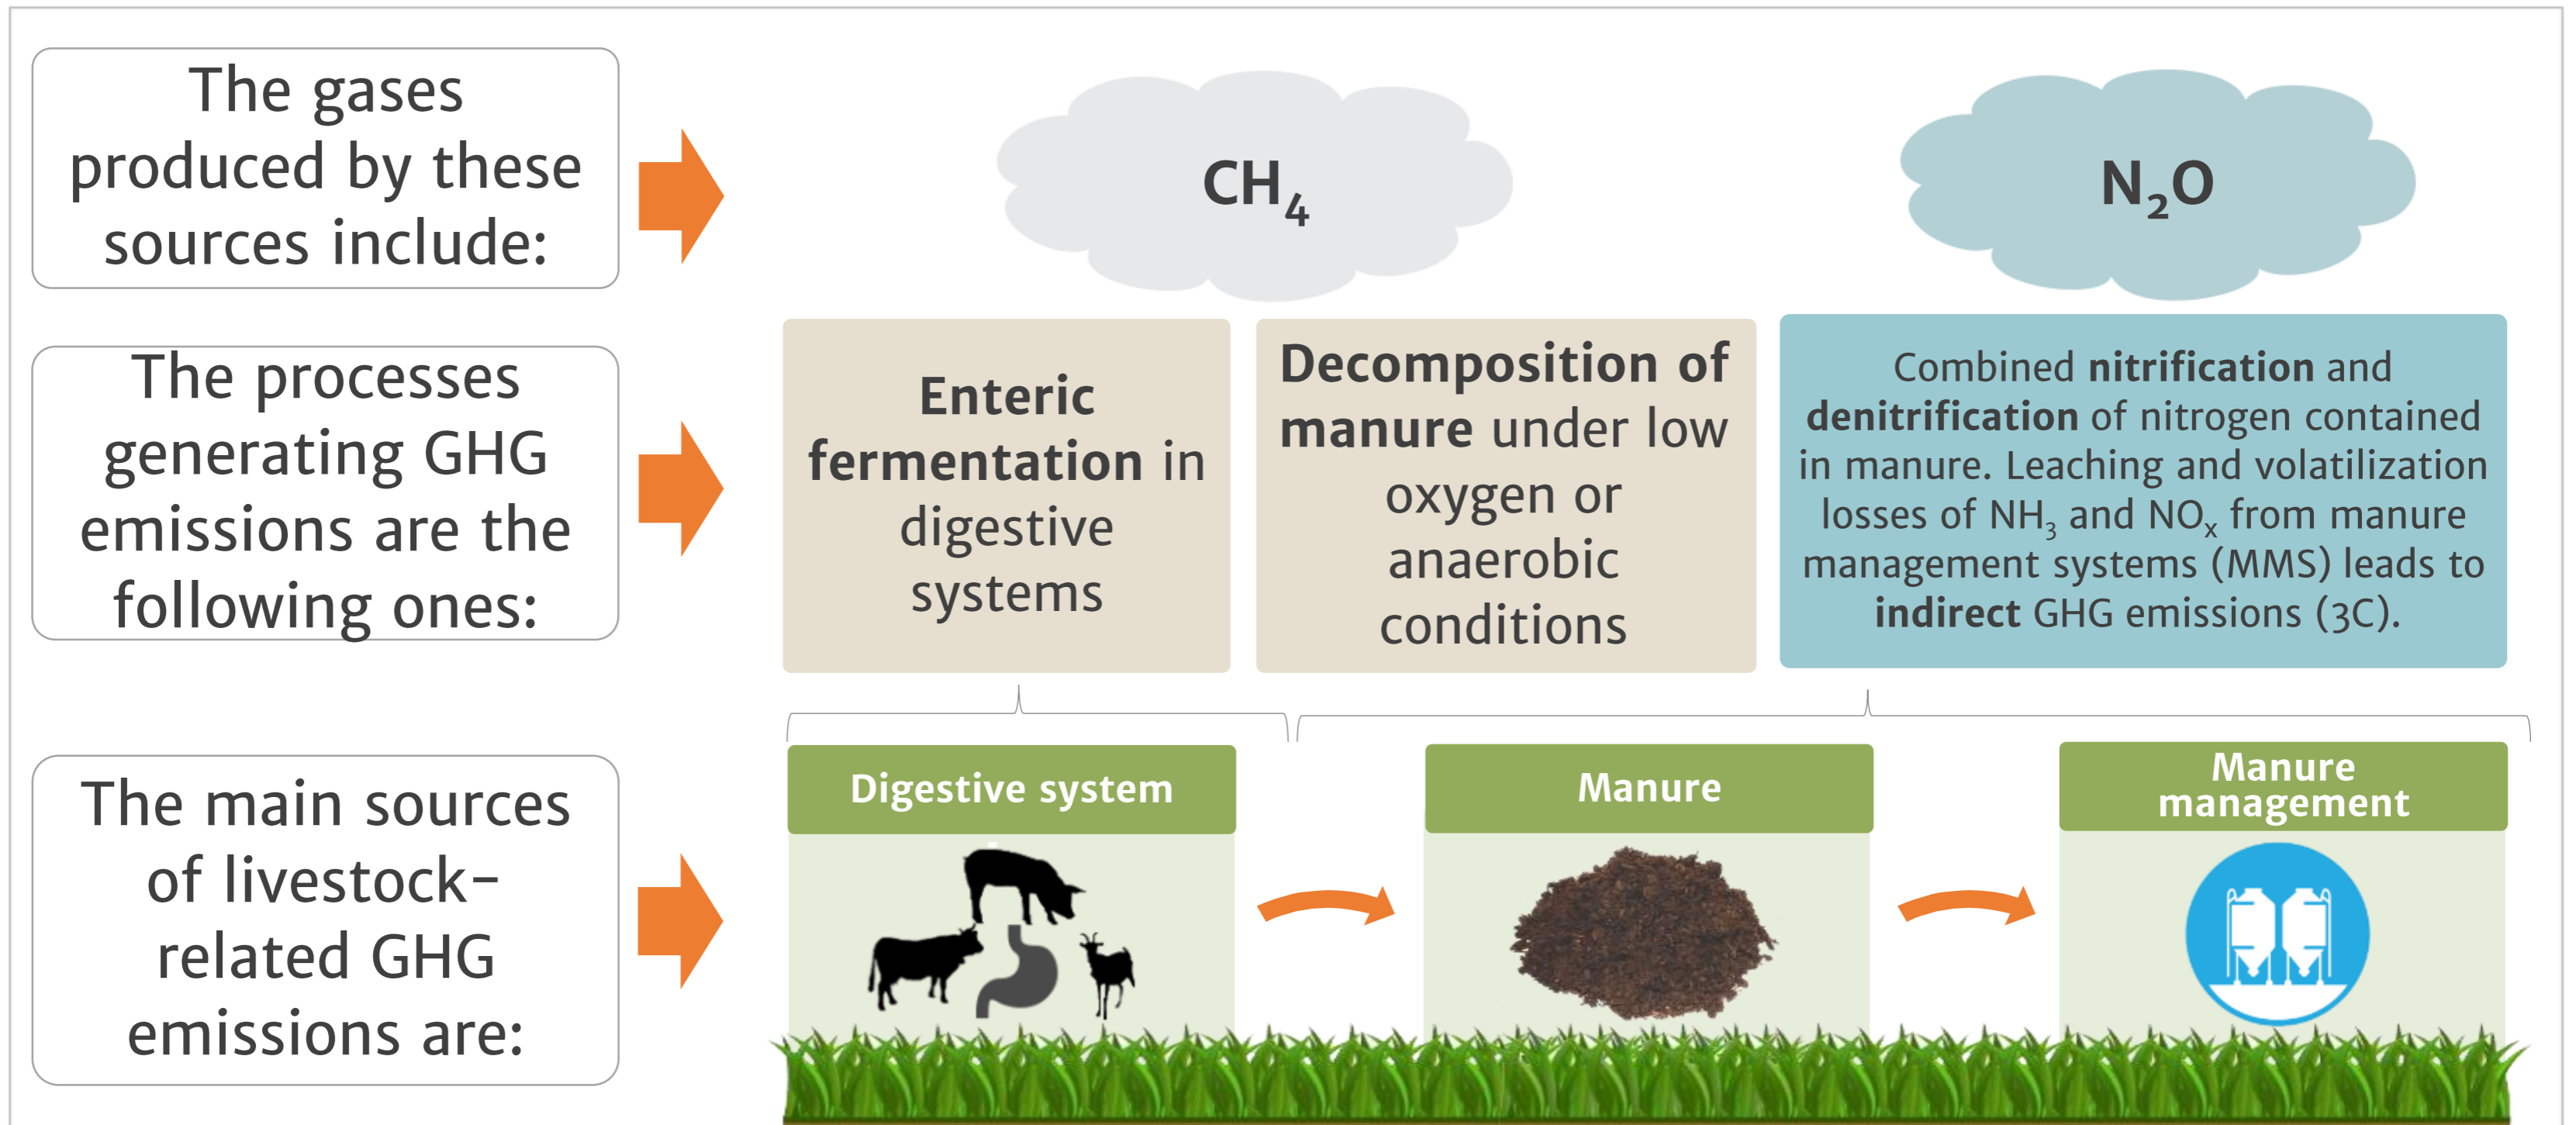 The gases
produced by these
sources include:
CH₄
N₂O
The processes
generating GHG
emissions are the
following ones:
Enteric
fermentation in
digestive
systems
Decomposition of
manure under low
oxygen or
anaerobic
conditions
Combined nitrification and
denitrification of nitrogen contained
in manure. Leaching and volatilization
losses of NH₃ and NOₓ from manure
management systems (MMS) leads to
indirect GHG emissions (3C).
The main sources
of livestock-
related GHG
emissions are:
Digestive system
Manure
Manure
management